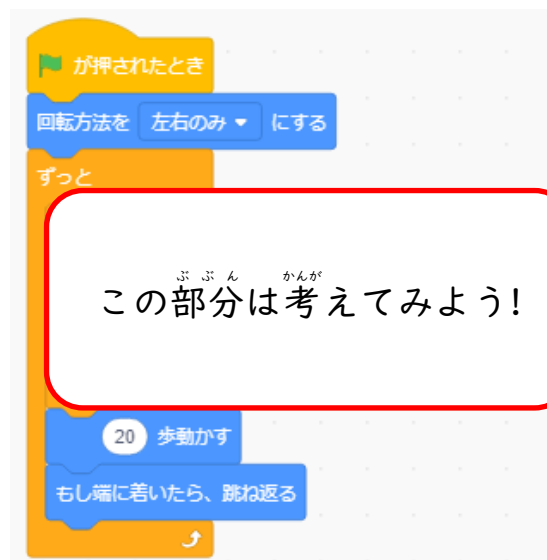 が押されたとき
回転方法を 左右のみ にする
ずっと
この部分は考えてみよう!
ぶぶん かんが
20 歩動かす
もし端に着いたら、跳ね返る